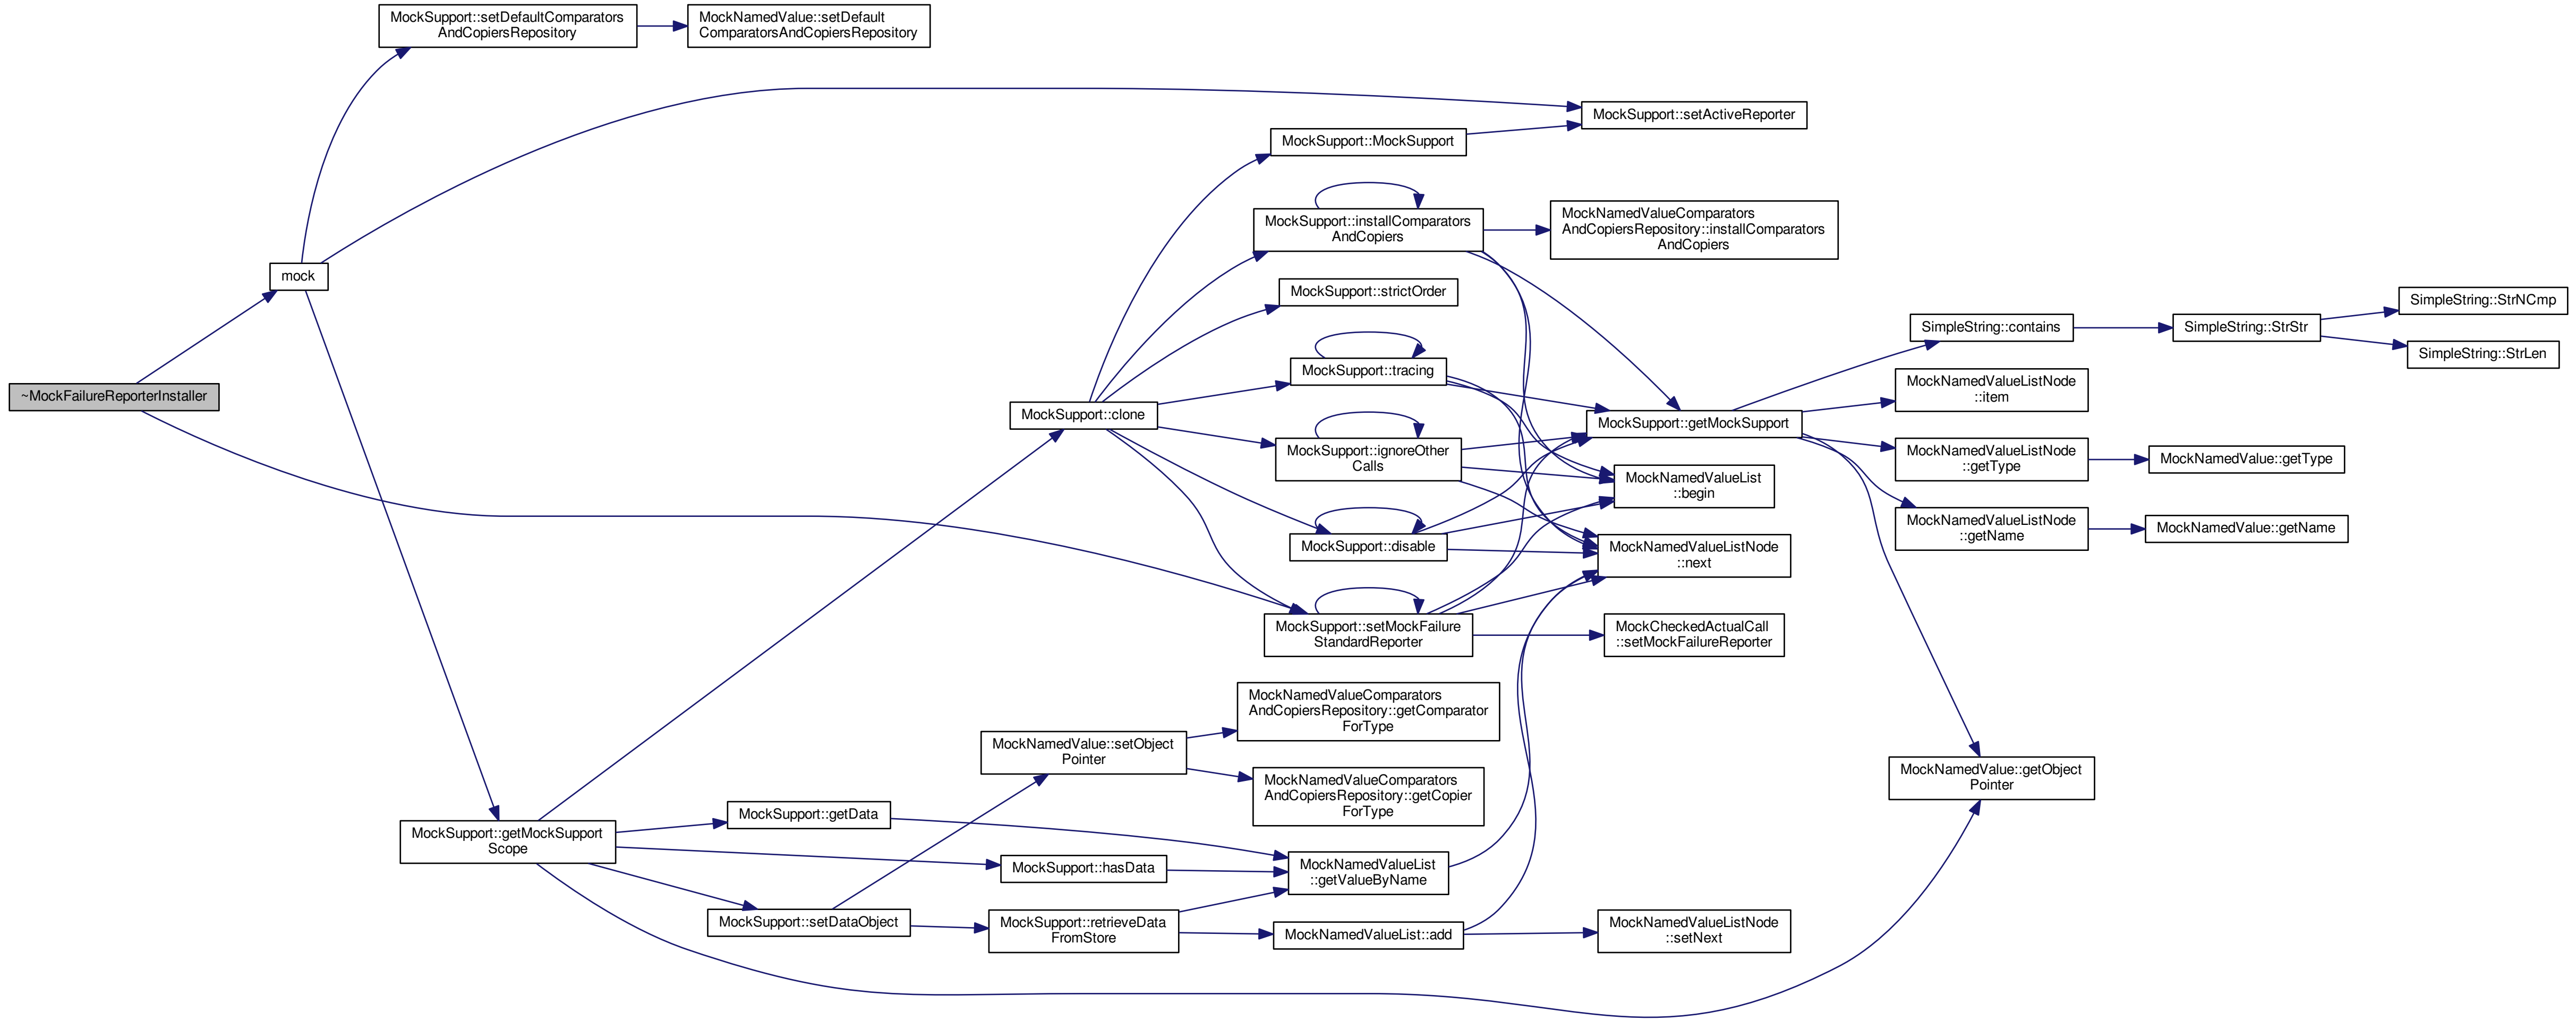 MockSupport::setDefaultComparators
AndCopiersRepository
MockNamedValue::setDefault
ComparatorsAndCopiersRepository
MockSupport::setActiveReporter
MockSupport::MockSupport
MockSupport::installComparators
AndCopiers
MockNamedValueComparators
AndCopiersRepository::installComparators
AndCopiers
mock
MockSupport::strictOrder
SimpleString::StrNCmp
SimpleString::contains
SimpleString::StrStr
SimpleString::StrLen
MockSupport::tracing
~MockFailureReporterInstaller
MockSupport::clone
MockSupport::getMockSupport
MockNamedValueListNode
::item
MockSupport::ignoreOther
Calls
MockNamedValueListNode
::getType
MockNamedValue::getType
MockNamedValueList
::begin
MockNamedValueListNode
::getName
MockNamedValue::getName
MockSupport::disable
MockNamedValueListNode
::next
MockSupport::setMockFailure
StandardReporter
MockCheckedActualCall
::setMockFailureReporter
MockNamedValueComparators
AndCopiersRepository::getComparator
ForType
MockNamedValue::setObject
Pointer
MockNamedValueComparators
AndCopiersRepository::getCopier
ForType
MockNamedValue::getObject
Pointer
MockSupport::getMockSupport
Scope
MockSupport::getData
MockSupport::hasData
MockNamedValueList
::getValueByName
MockSupport::setDataObject
MockSupport::retrieveData
FromStore
MockNamedValueList::add
MockNamedValueListNode
::setNext